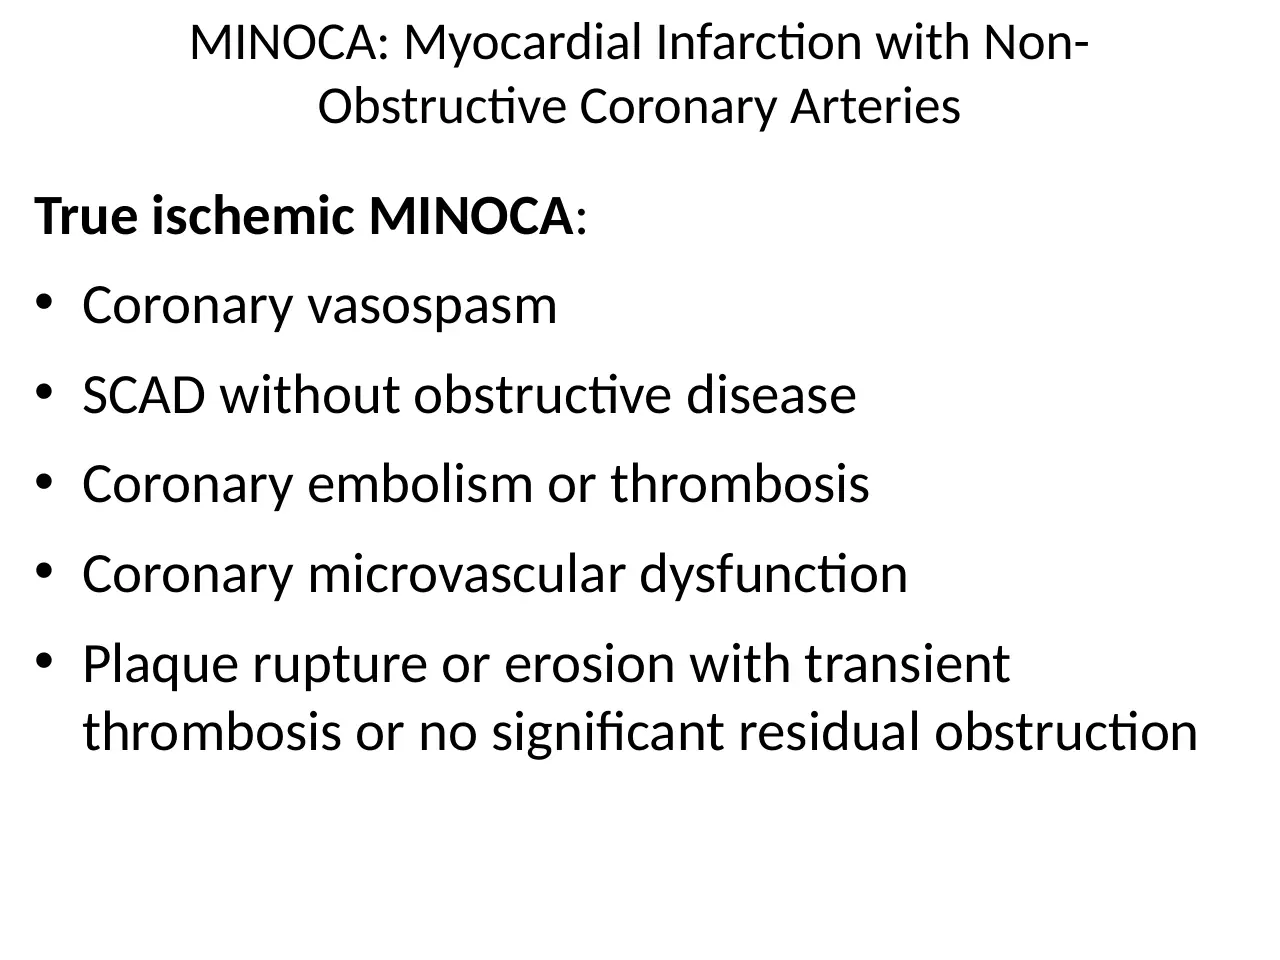 MINOCA: Myocardial Infarction with Non-
Obstructive Coronary Arteries
True ischemic MINOCA:
• Coronary vasospasm
• SCAD without obstructive disease
• Coronary embolism or thrombosis
• Coronary microvascular dysfunction
• Plaque rupture or erosion with transient
thrombosis or no significant residual obstruction